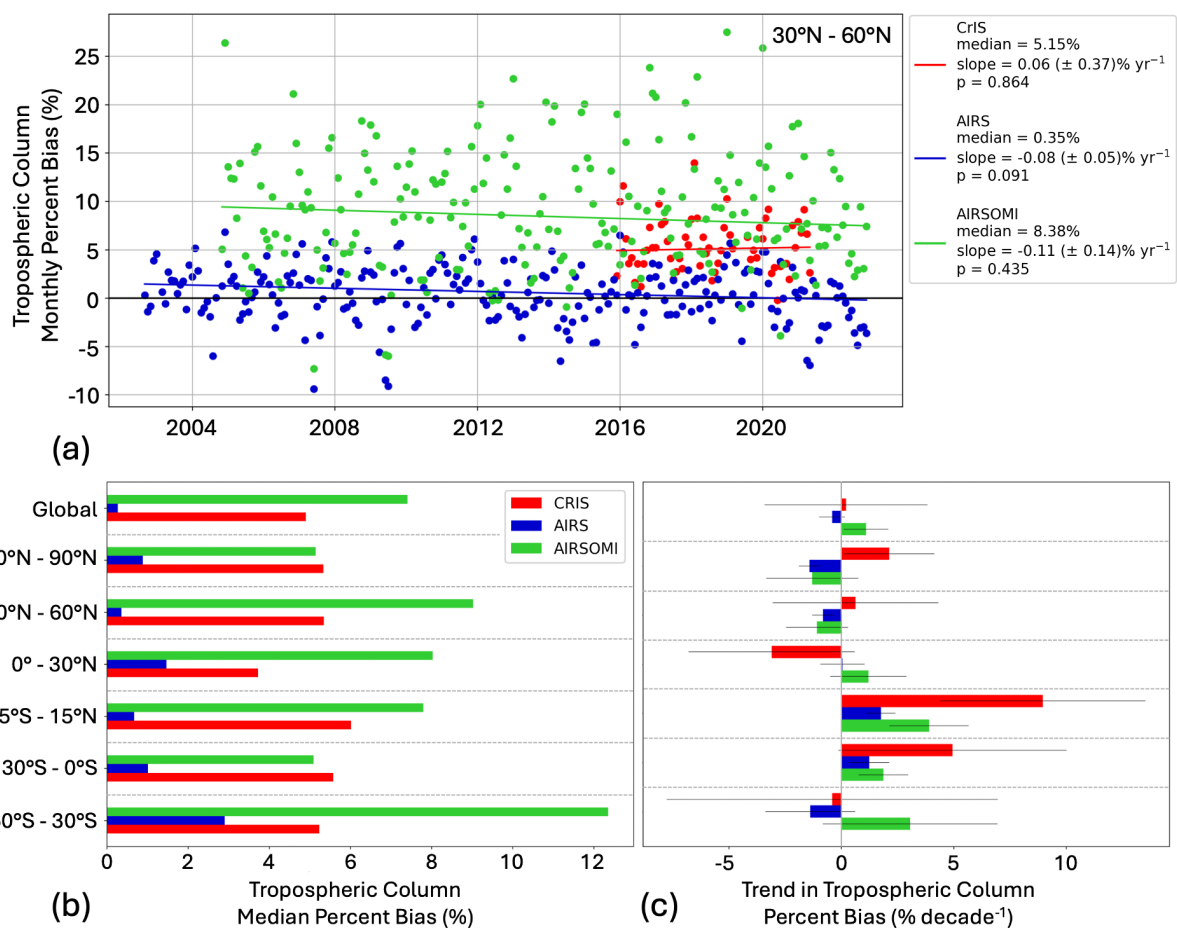 30°N - 60°N
Tropospheric Column
Monthly Percent Bias (%)
25
20
15
10
5
0
-5
-10
2004
2008
2012
2016
2020
(a)
CrIS
median = 5.15%
slope = 0.06 (± 0.37)% yr⁻¹
p = 0.864
AIRS
median = 0.35%
slope = -0.08 (± 0.05)% yr⁻¹
p = 0.091
AIRSOMI
median = 8.38%
slope = -0.11 (± 0.14)% yr⁻¹
p = 0.435
Global
0°N - 90°N
0°N - 60°N
0° - 30°N
5°S - 15°N
30°S - 0°S
0°S - 30°S
CRIS
AIRS
AIRSOMI
0
2
4
6
8
10
12
Tropospheric Column
Median Percent Bias (%)
(b)
-5
0
5
10
Trend in Tropospheric Column
Percent Bias (% decade⁻¹)
(c)